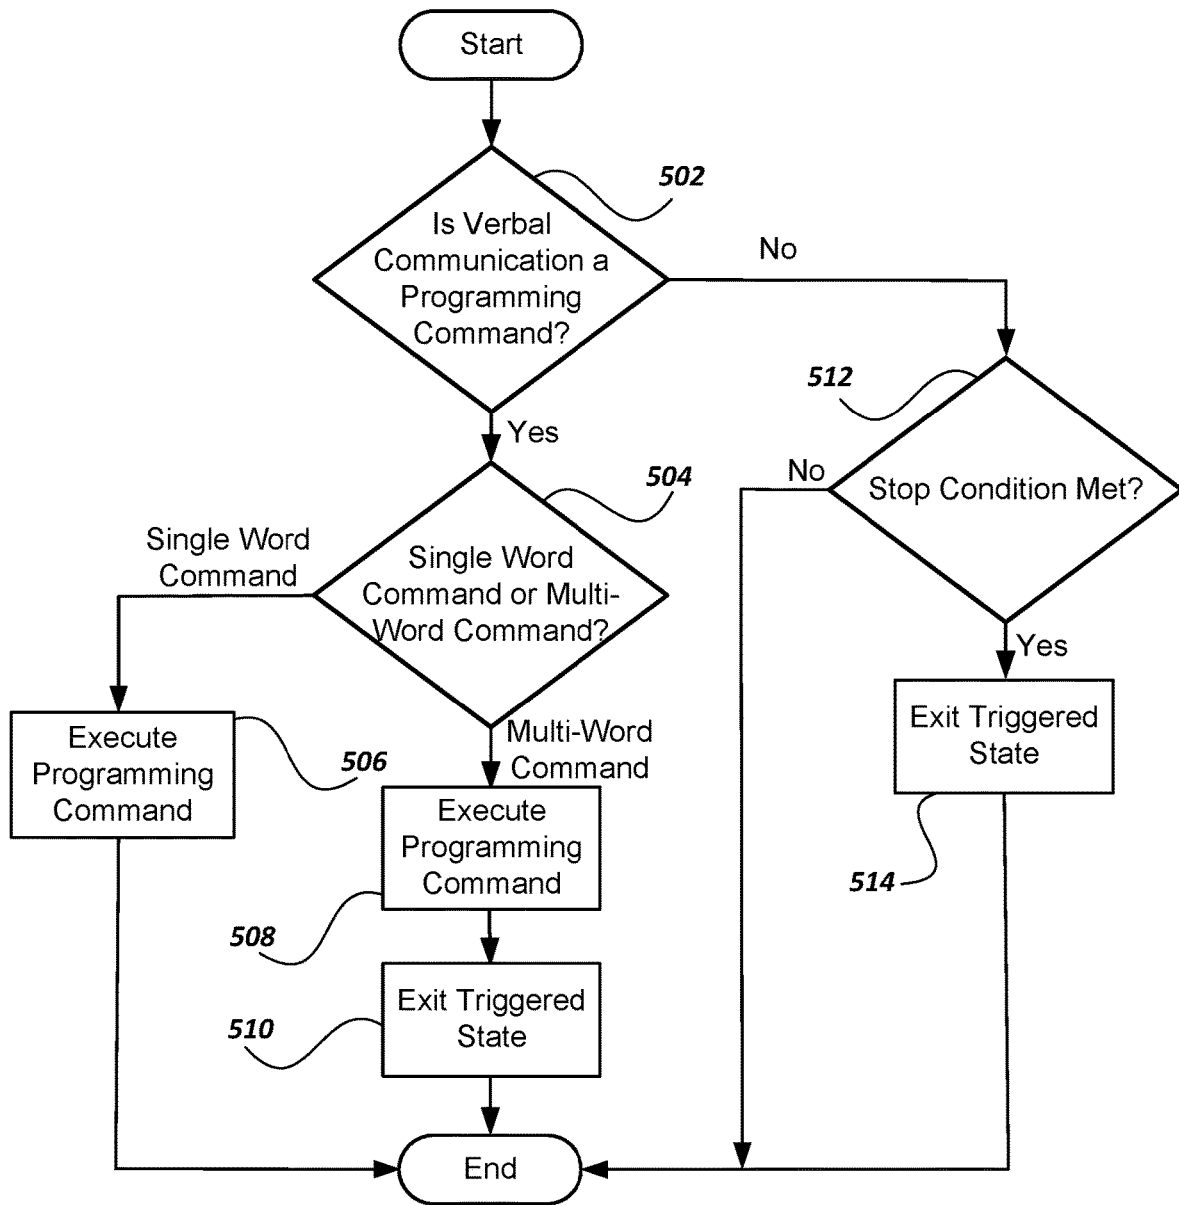 Start
502
Is Verbal
Communication a
Programming
Command?
No
512
Yes
504
No
Stop Condition Met?
Single Word
Command
Single Word
Command or Multi-
Word Command?
Yes
Exit Triggered
State
Multi-Word
Command
Execute
Programming
Command
506
Execute
Programming
Command
514
508
Exit Triggered
State
510
End